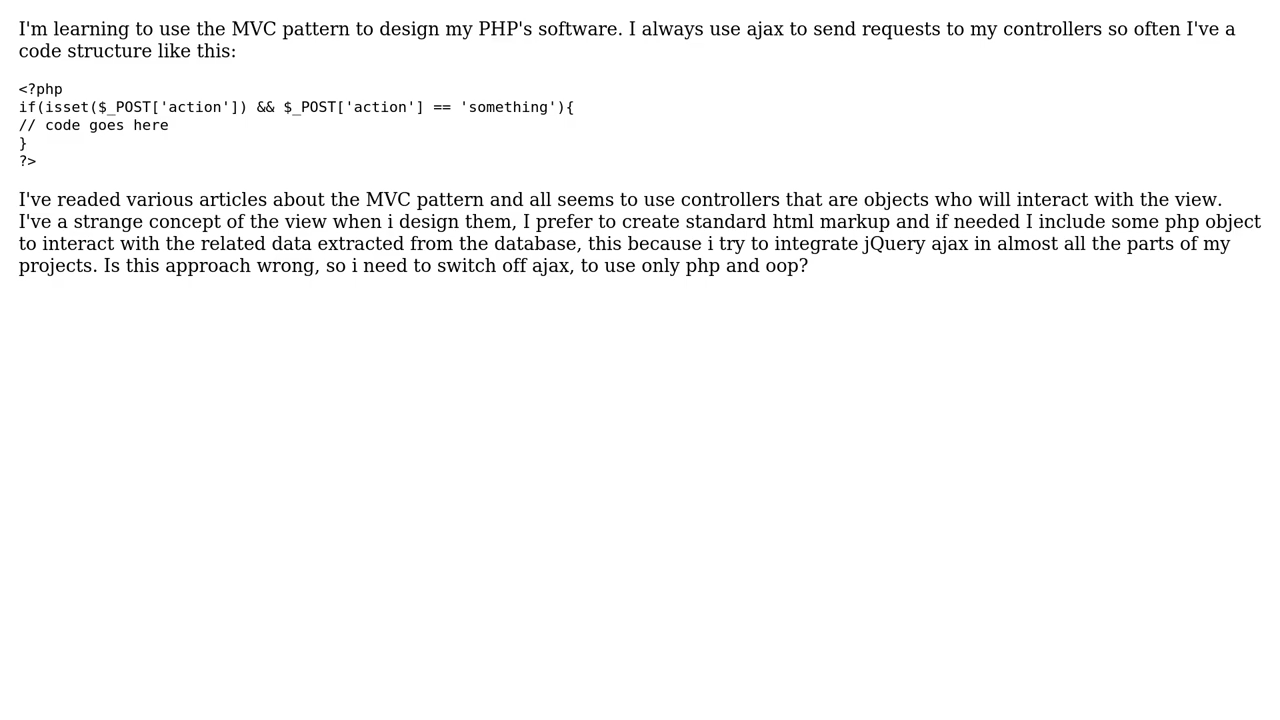 I'm learning to use the MVC pattern to design my PHP's software. I always use ajax to send requests to my controllers so often I've a
code structure like this:
<?php
if(isset($_POST['action']) && $_POST['action'] == 'something'){
// code goes here
}
?>
I've readed various articles about the MVC pattern and all seems to use controllers that are objects who will interact with the view.
I've a strange concept of the view when i design them, I prefer to create standard html markup and if needed I include some php object
to interact with the related data extracted from the database, this because i try to integrate jQuery ajax in almost all the parts of my
projects. Is this approach wrong, so i need to switch off ajax, to use only php and oop?